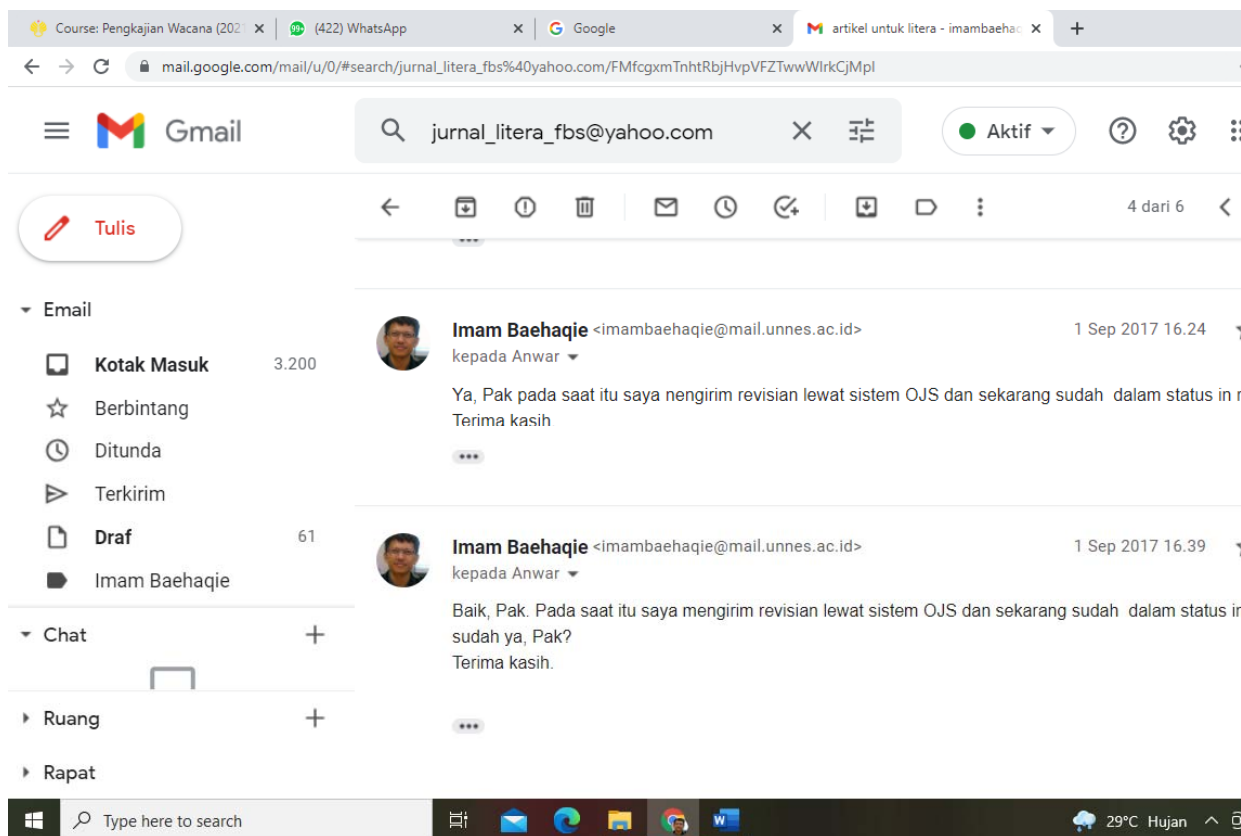 Course: Pengkajian Wacana (202
99+ (422) WhatsApp
Google
artikel untuk litera - imambaehac
mail.google.com/mail/u/0/#search/jurnal_litera_fbs%40yahoo.com/FMfcgxmTnhtRbjHvpVFZTwwWlrkCjMpl
Gmail
jurnal_litera_fbs@yahoo.com
Aktif
Tulis
4 dari 6
Email
Kotak Masuk 3.200
Berbintang
Ditunda
Terkirim
Draf 61
Imam Baehaqie
Chat
Ruang
Rapat
Imam Baehaqie <imambaehaqie@mail.unnes.ac.id> 1 Sep 2017 16.24
kepada Anwar
Ya, Pak pada saat itu saya nengirim revisian lewat sistem OJS dan sekarang sudah dalam status in
Terima kasih
Imam Baehaqie <imambaehaqie@mail.unnes.ac.id> 1 Sep 2017 16.39
kepada Anwar
Baik, Pak. Pada saat itu saya mengirim revisian lewat sistem OJS dan sekarang sudah dalam status in
sudah ya, Pak?
Terima kasih.
Type here to search
29°C Hujan